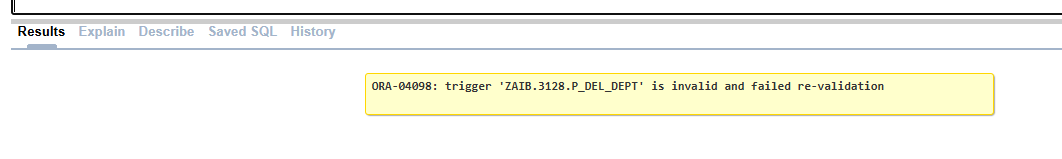 Results Explain Describe Saved SQL History
ORA-04098: trigger 'ZAIB.3128.P_DEL_DEPT' is invalid and failed re-validation